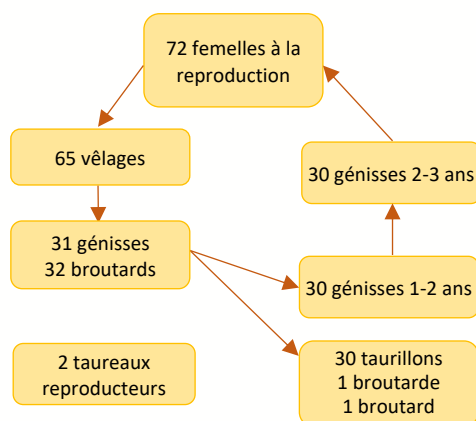 72 femelles à la
reproduction
65 vêlages
30 génisses 2-3 ans
31 génisses
32 broutards
30 génisses 1-2 ans
2 taureaux
reproducteurs
30 taurillons
1 broutarde
1 broutard